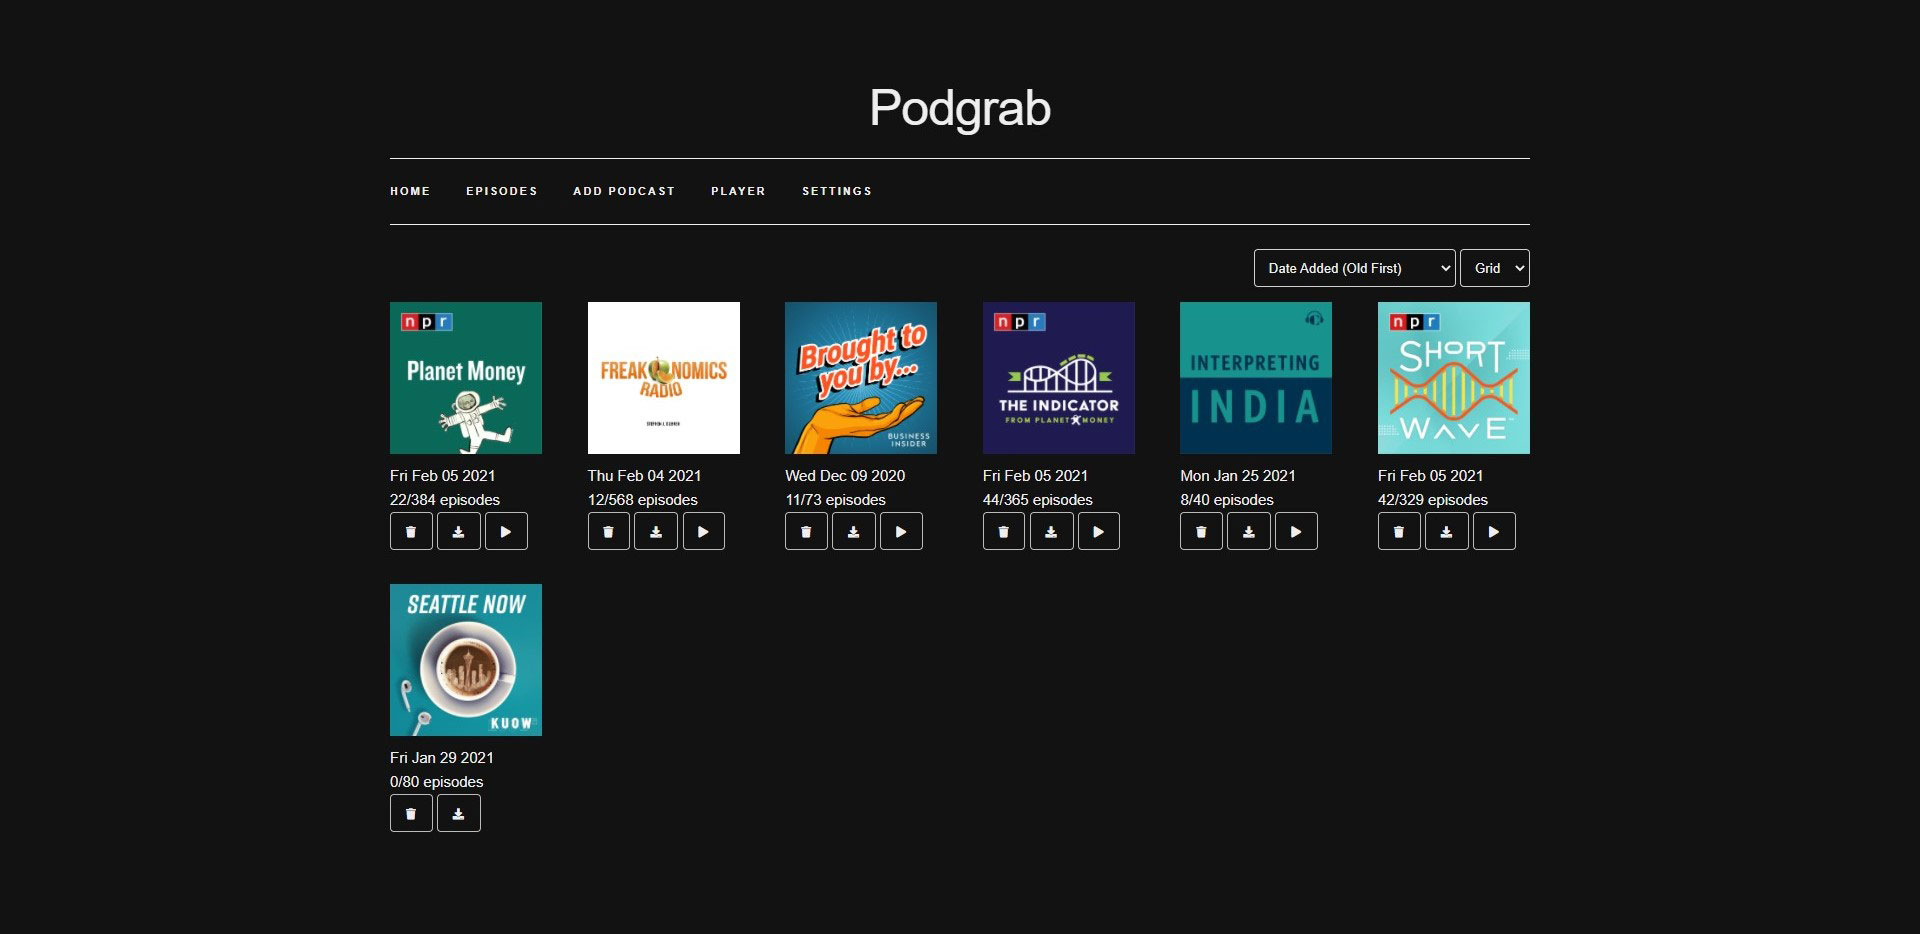 Podgrab
HOME EPISODES ADD PODCAST PLAYER SETTINGS
Date Added (Old First) Grid
npr
Planet Money
Fri Feb 05 2021
22/384 episodes
FREAKONOMICS
RADIO
Thu Feb 04 2021
12/568 episodes
Brought to
you by...
BUSINESS
INSIDER
Wed Dec 09 2020
11/73 episodes
npr
THE INDICATOR
FROM PLANET MONEY
Fri Feb 05 2021
44/365 episodes
INTERPRETING
INDIA
Mon Jan 25 2021
8/40 episodes
npr
SHORT
WAVE
Fri Feb 05 2021
42/329 episodes
SEATTLE NOW
KUOW
Fri Jan 29 2021
0/80 episodes